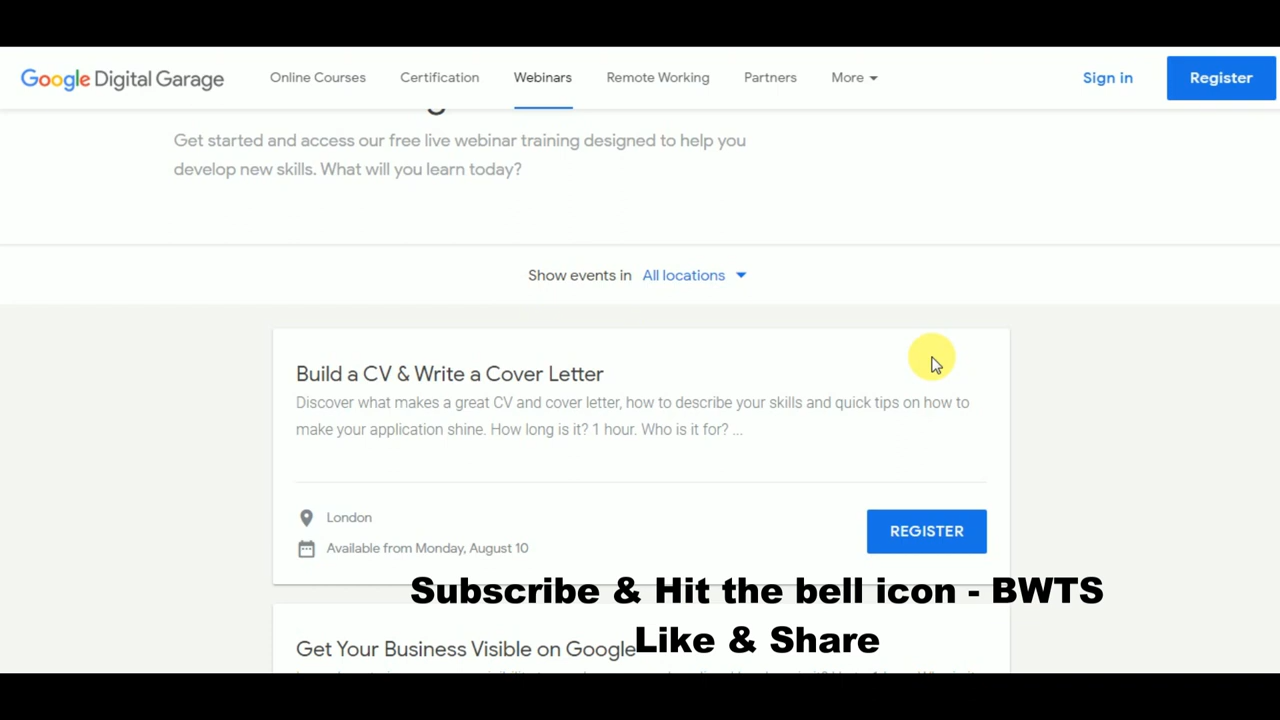 Google Digital Garage Online Courses Certification Webinars Remote Working Partners More Sign in Register
Get started and access our free live webinar training designed to help you
develop new skills. What will you learn today?
Show events in All locations
Build a CV & Write a Cover Letter
Discover what makes a great CV and cover letter, how to describe your skills and quick tips on how to
make your application shine. How long is it? 1 hour. Who is it for? ...
London
REGISTER
Available from Monday, August 10
Subscribe & Hit the bell icon - BWTS
Get Your Business Visible on Google
Like & Share